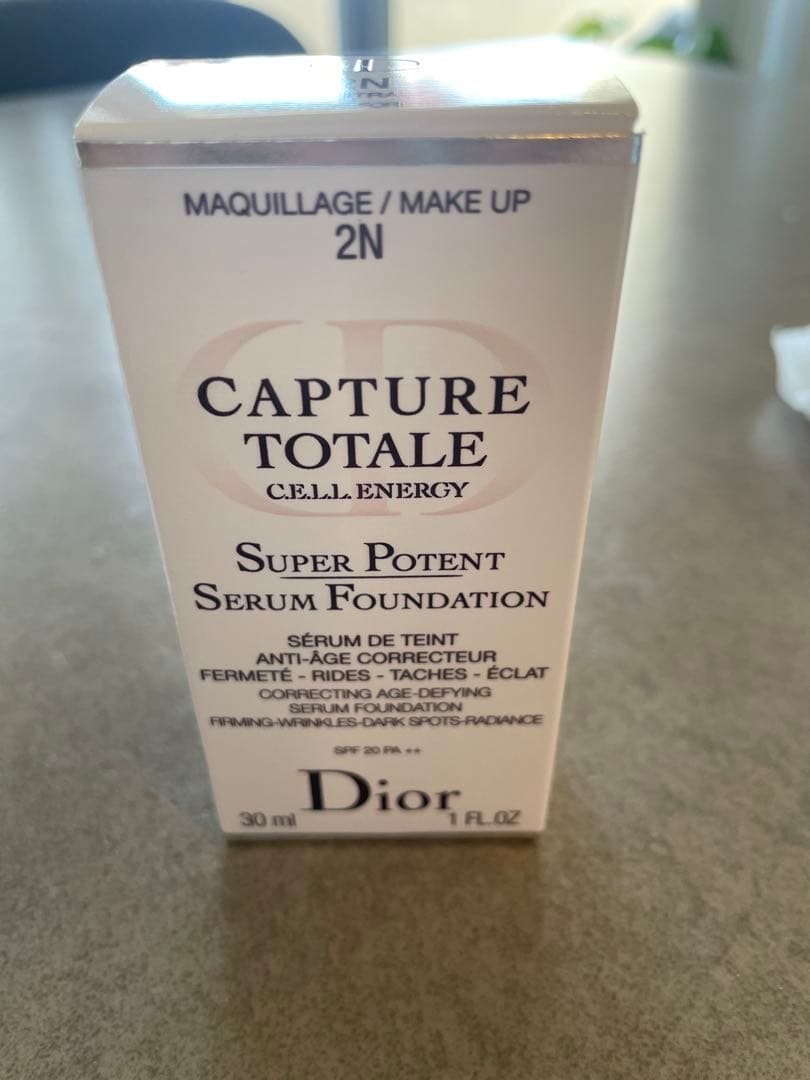 MAQUILLAGE / MAKE UP
2N
CAPTURE
TOTALE
C.E.L.L. ENERGY
SUPER POTENT
SERUM FOUNDATION
SÉRUM DE TEINT
ANTI-ÂGE CORRECTEUR
FERMETÉ - RIDES - TACHES - ÉCLAT
CORRECTING AGE-DEFYING
SERUM FOUNDATION
FIRMING-WRINKLES-DARK SPOTS-RADIANCE
SPF 20 PA ++
Dior
30 ml 1 FL.OZ